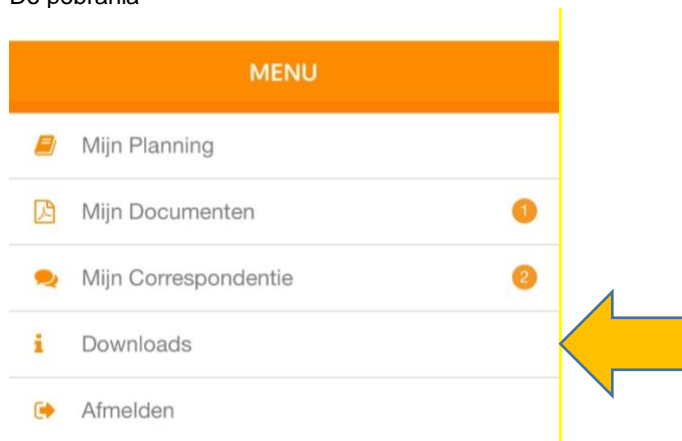 Do pobrania
MENU
Mijn Planning
Mijn Documenten 1
Mijn Correspondentie 2
Downloads
Afmelden